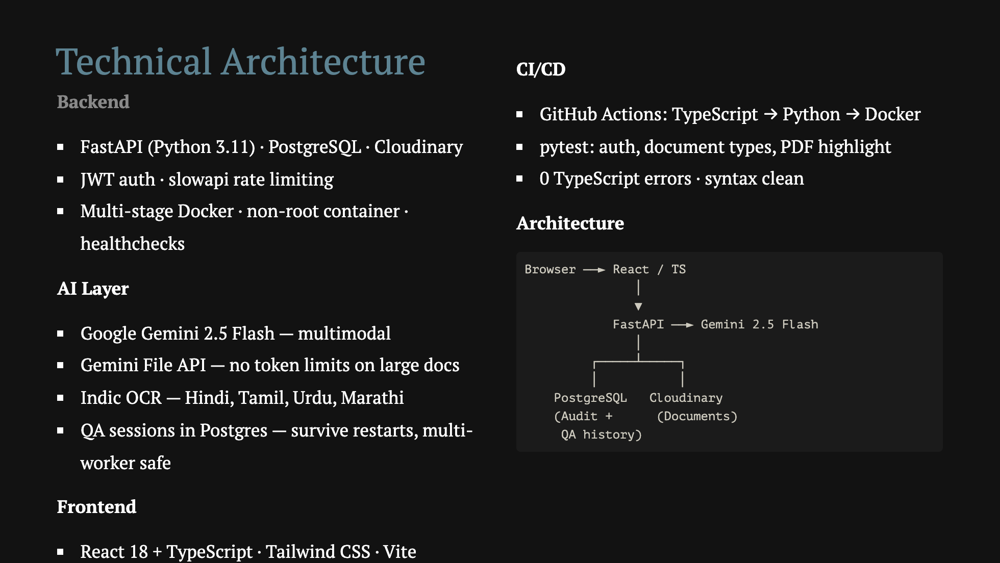 Technical Architecture
Backend
▪ FastAPI (Python 3.11) · PostgreSQL · Cloudinary
▪ JWT auth · slowapi rate limiting
▪ Multi-stage Docker · non-root container ·
healthchecks
AI Layer
▪ Google Gemini 2.5 Flash — multimodal
▪ Gemini File API — no token limits on large docs
▪ Indic OCR — Hindi, Tamil, Urdu, Marathi
▪ QA sessions in Postgres — survive restarts, multi-
worker safe
Frontend
▪ React 18 + TypeScript · Tailwind CSS · Vite
CI/CD
▪ GitHub Actions: TypeScript → Python → Docker
▪ pytest: auth, document types, PDF highlight
▪ 0 TypeScript errors · syntax clean
Architecture
Browser ──► React / TS
FastAPI ──► Gemini 2.5 Flash
PostgreSQL Cloudinary
(Audit + (Documents)
QA history)